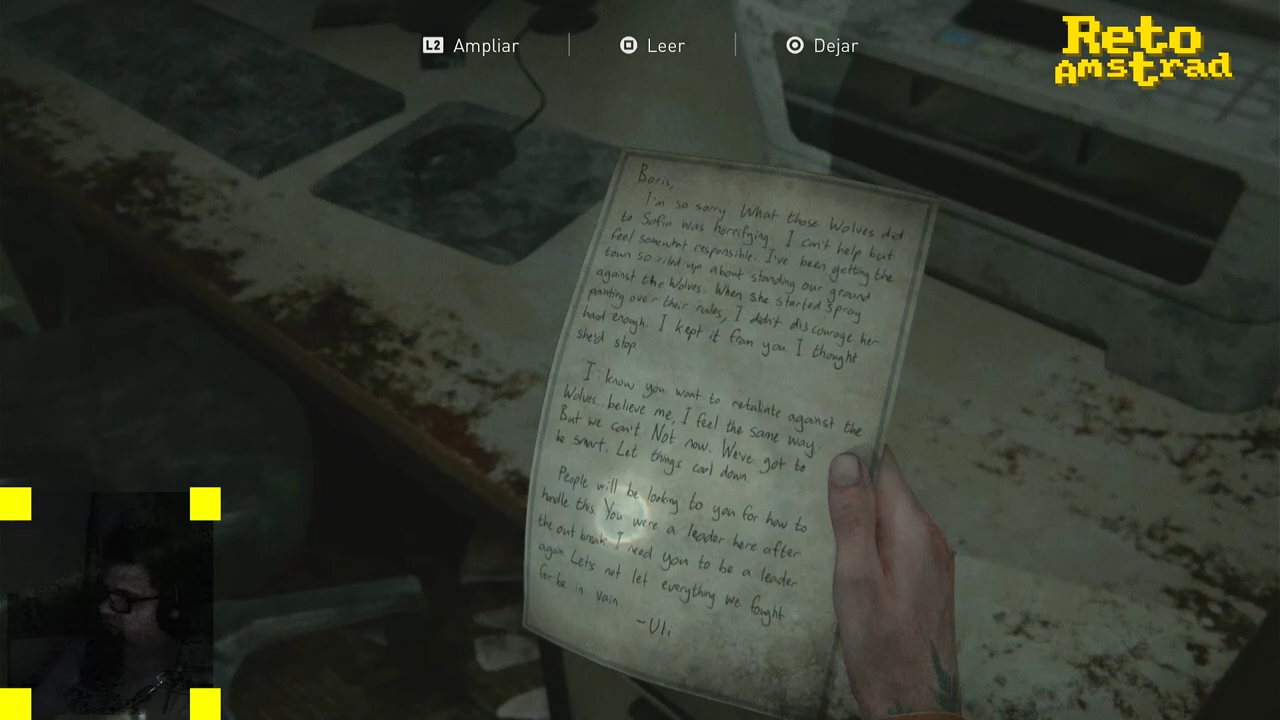 L2 Ampliar
Leer
Dejar
Reto
Amstrad
Boris,
I'm so sorry. What those Wolves did
to Sofia was horrifying. I can't help but
feel somewhat responsible. I've been getting the
town so riled up about standing our ground
against the Wolves. When she started spray
painting over their rules, I didn't discourage her
hard enough. I kept it from you. I thought
she'd stop.
I know you want to retaliate against the
Wolves.. believe me, I feel the same way.
But we can't. Not now. We've got to
be smart. Let things cool down.
People will be looking to you for how to
handle this. You were a leader here after
the out break. I need you to be a leader
again. Lets not let everything we fought
for be in vain.
-Uli